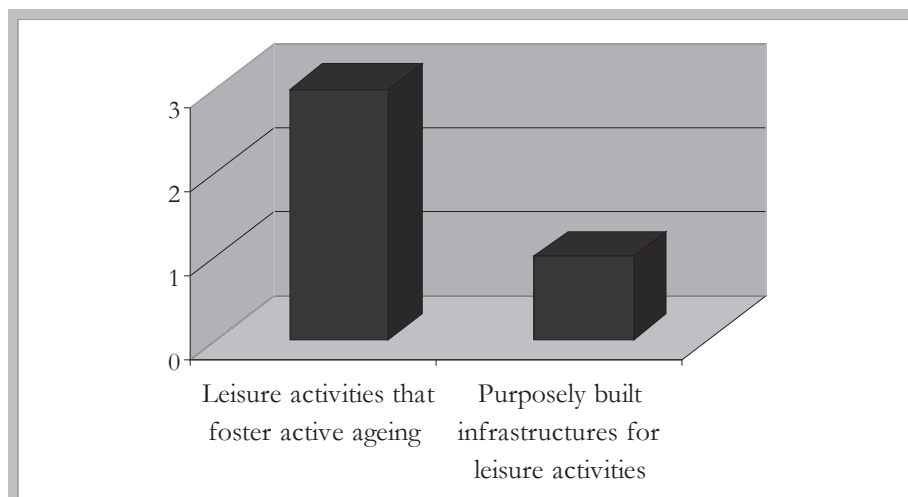 3
2
1
0
Leisure activities that
foster active ageing
Purposely built
infrastructures for
leisure activities